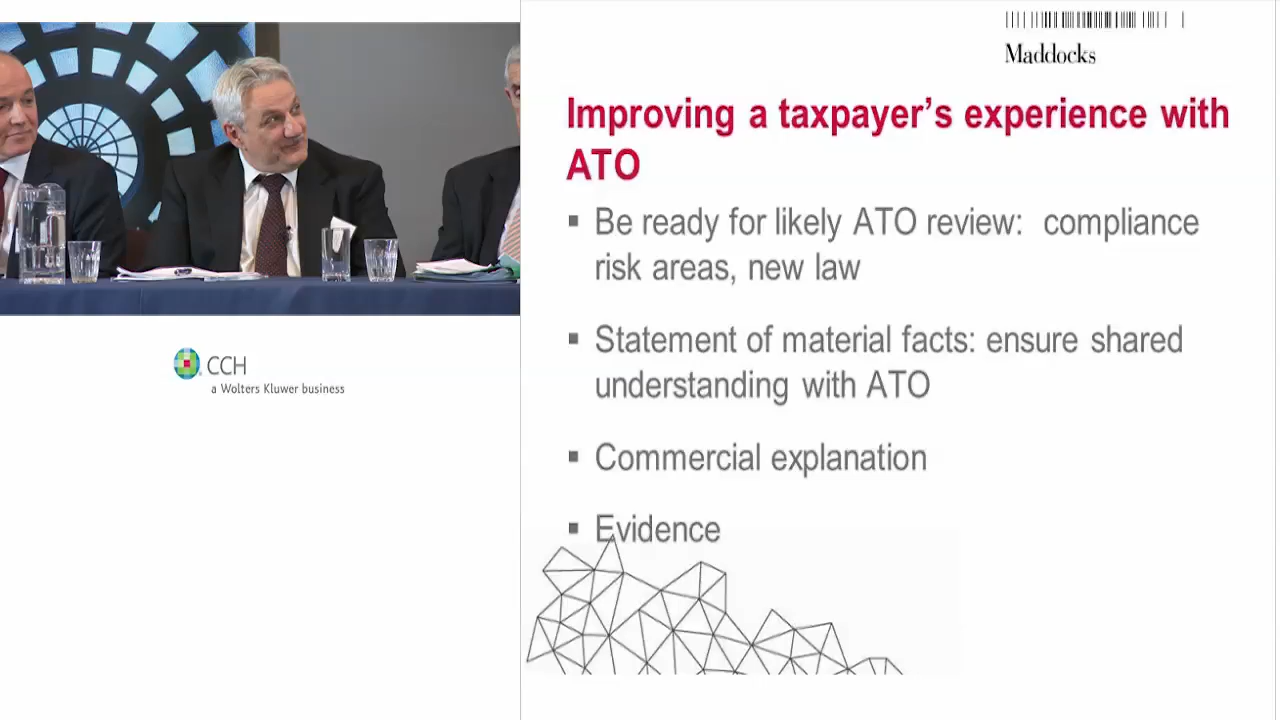 CCH
a Wolters Kluwer business
Maddocks
Improving a taxpayer’s experience with
ATO
▪ Be ready for likely ATO review:  compliance
risk areas, new law
▪ Statement of material facts: ensure shared
understanding with ATO
▪ Commercial explanation
▪ Evidence